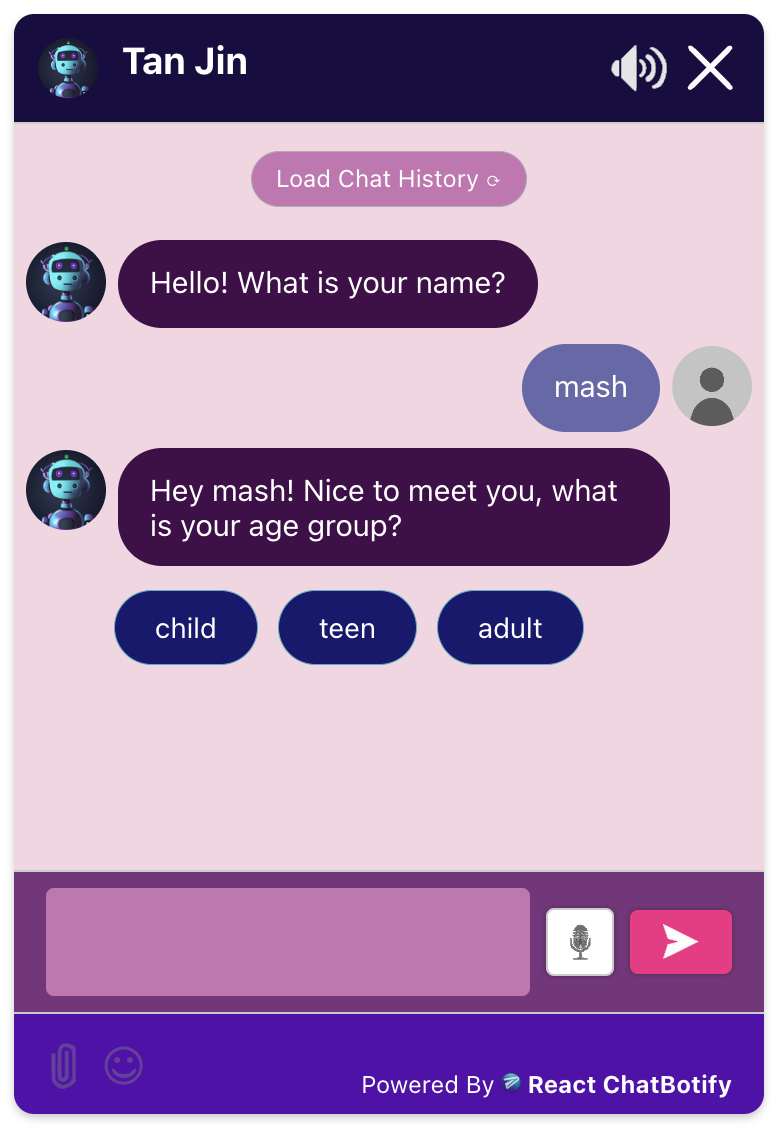 Tan Jin
Load Chat History ⟳
Hello! What is your name?
mash
Hey mash! Nice to meet you, what
is your age group?
child teen adult
Powered By React ChatBotify